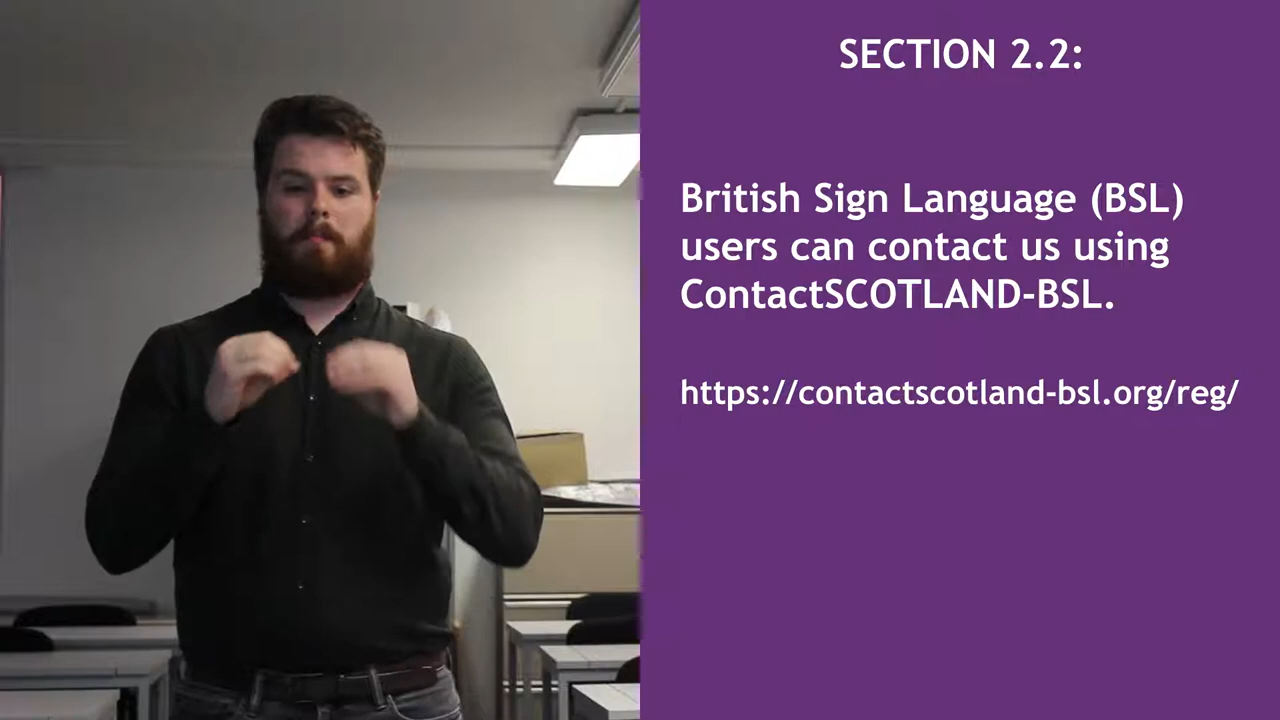 SECTION 2.2:
British Sign Language (BSL)
users can contact us using
ContactSCOTLAND-BSL.
https://contactscotland-bsl.org/reg/